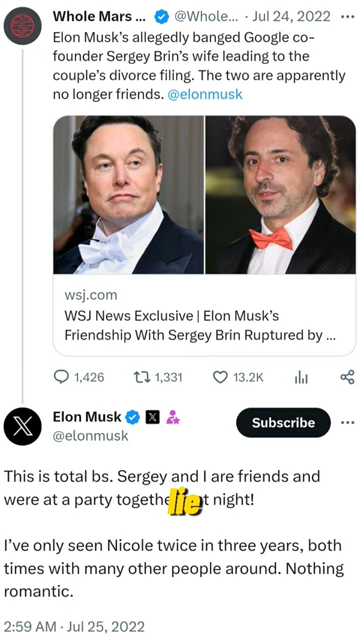 Whole Mars ... @Whole... · Jul 24, 2022 ...
Elon Musk's allegedly banged Google co-
founder Sergey Brin's wife leading to the
couple's divorce filing. The two are apparently
no longer friends. @elonmusk
wsj.com
WSJ News Exclusive | Elon Musk's
Friendship With Sergey Brin Ruptured by ...
1,426 1,331 13.2K
Elon Musk X
@elonmusk
Subscribe ...
This is total bs. Sergey and I are friends and
were at a party lie night!
I've only seen Nicole twice in three years, both
times with many other people around. Nothing
romantic.
2:59 AM · Jul 25, 2022